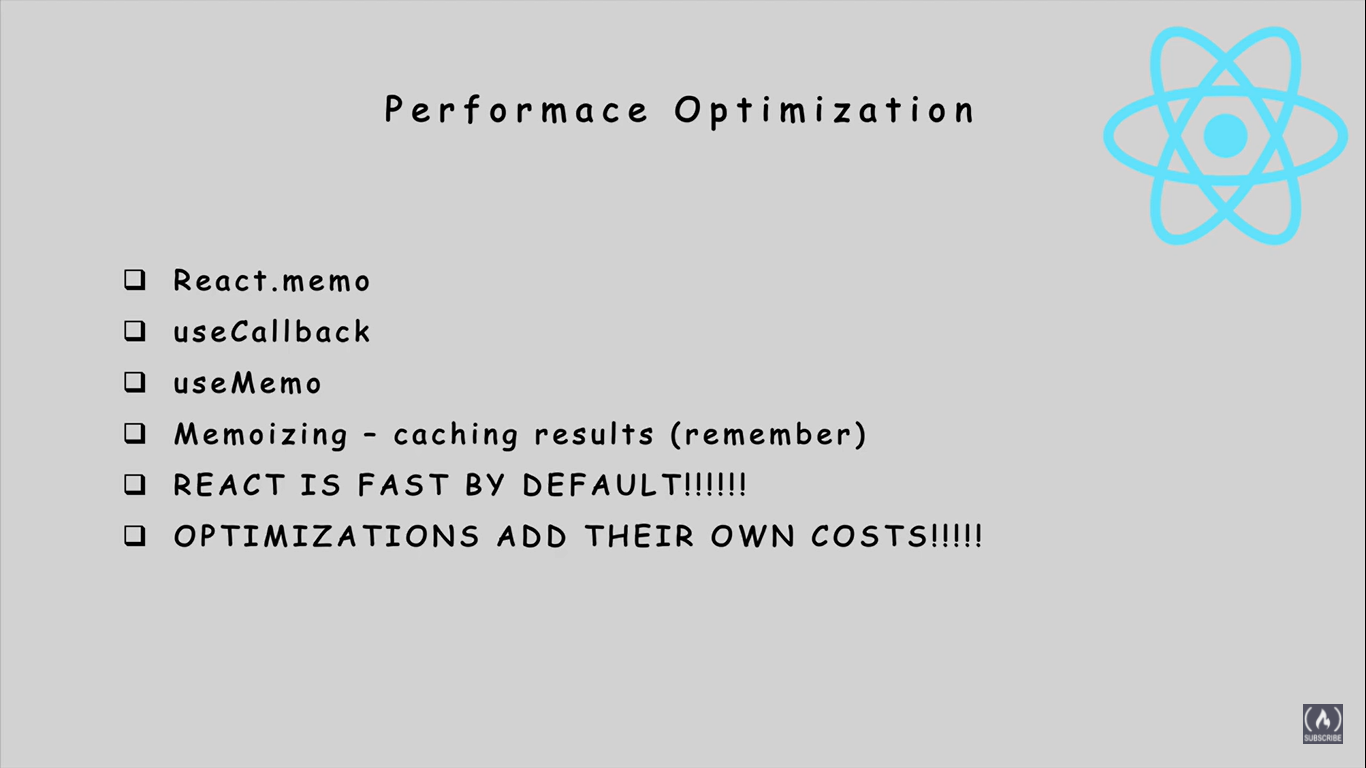 Performace Optimization
React.memo
useCallback
useMemo
Memoizing – caching results (remember)
REACT IS FAST BY DEFAULT!!!!!!
OPTIMIZATIONS ADD THEIR OWN COSTS!!!!!
SUBSCRIBE